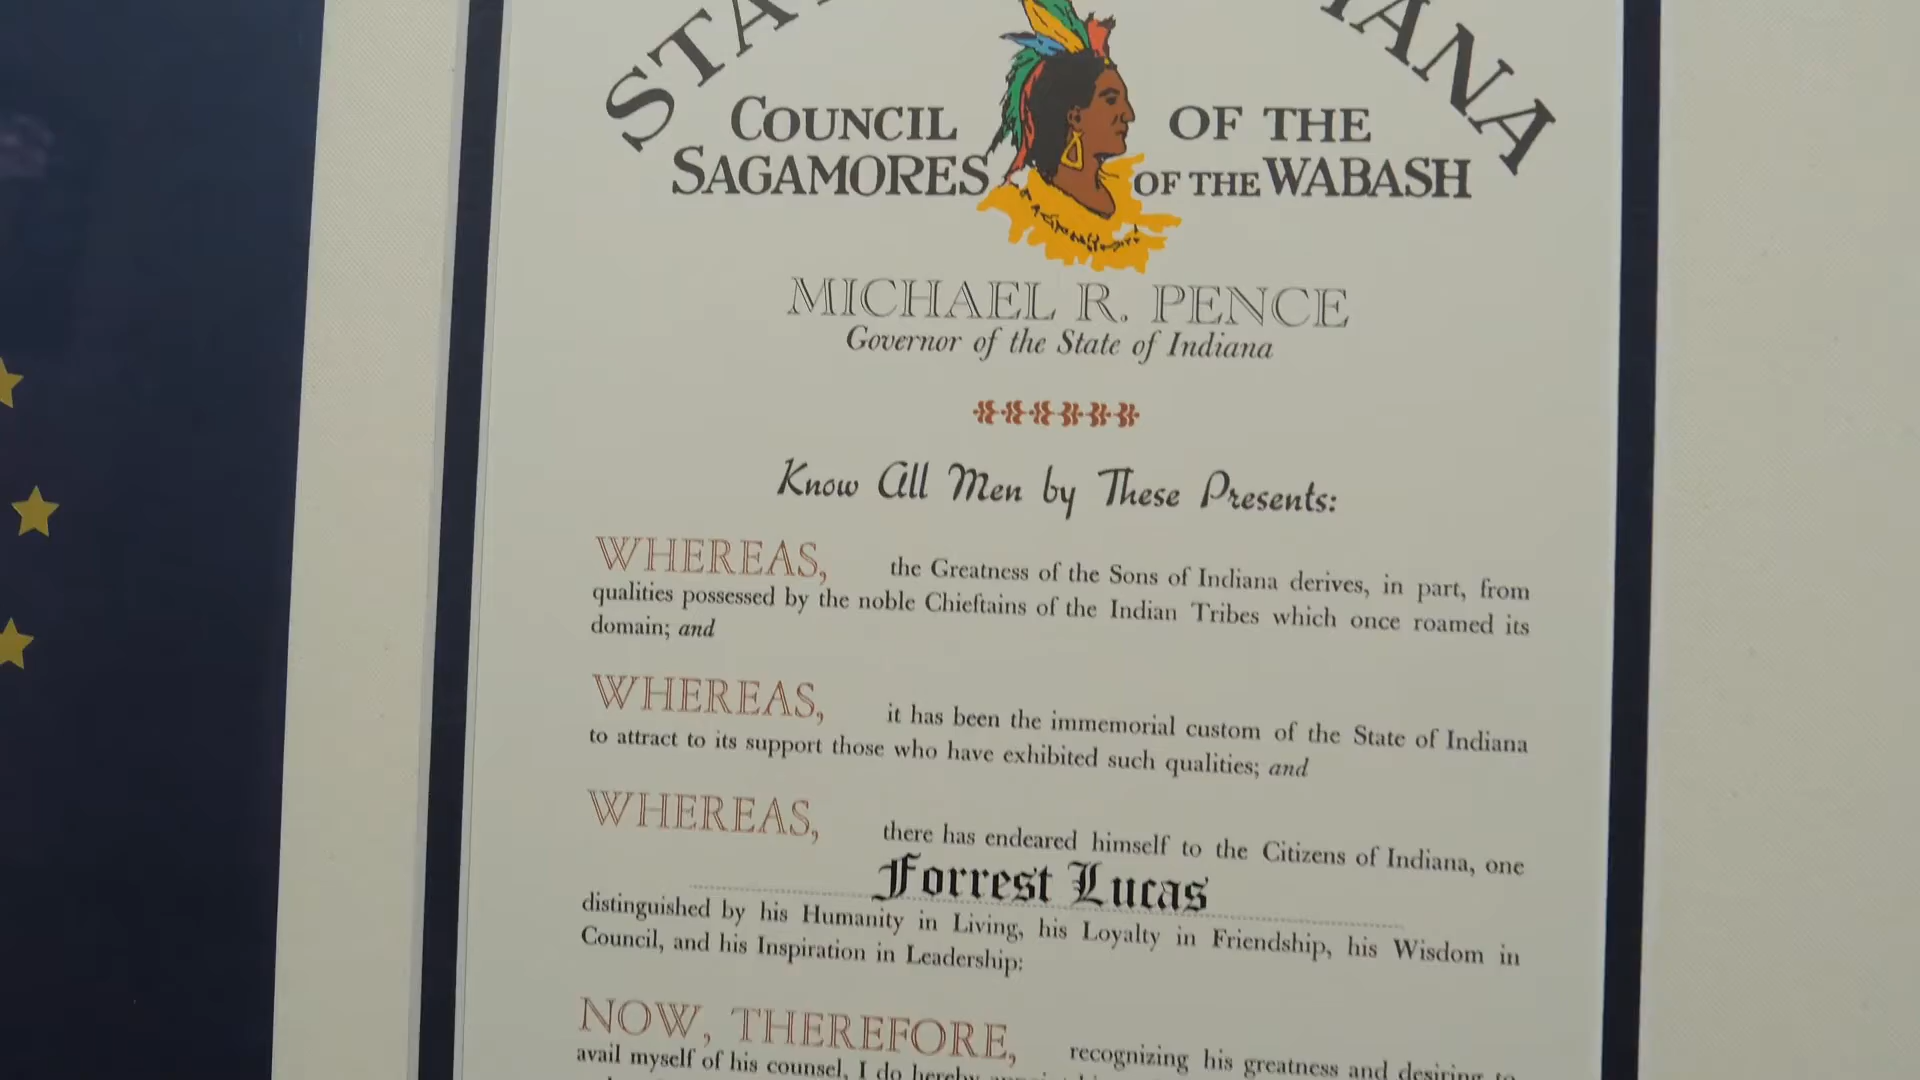 STA IANA
COUNCIL OF THE
SAGAMORES OF THE WABASH
MICHAEL R. PENCE
Governor of the State of Indiana
Know All Men by These Presents:
WHEREAS, the Greatness of the Sons of Indiana derives, in part, from
qualities possessed by the noble Chieftains of the Indian Tribes which once roamed its
domain; and
WHEREAS, it has been the immemorial custom of the State of Indiana
to attract to its support those who have exhibited such qualities; and
WHEREAS, there has endeared himself to the Citizens of Indiana, one
Forrest Lucas
distinguished by his Humanity in Living, his Loyalty in Friendship, his Wisdom in
Council, and his Inspiration in Leadership:
NOW, THEREFORE, recognizing his greatness and desiring to
avail myself of his counsel, I do hereby